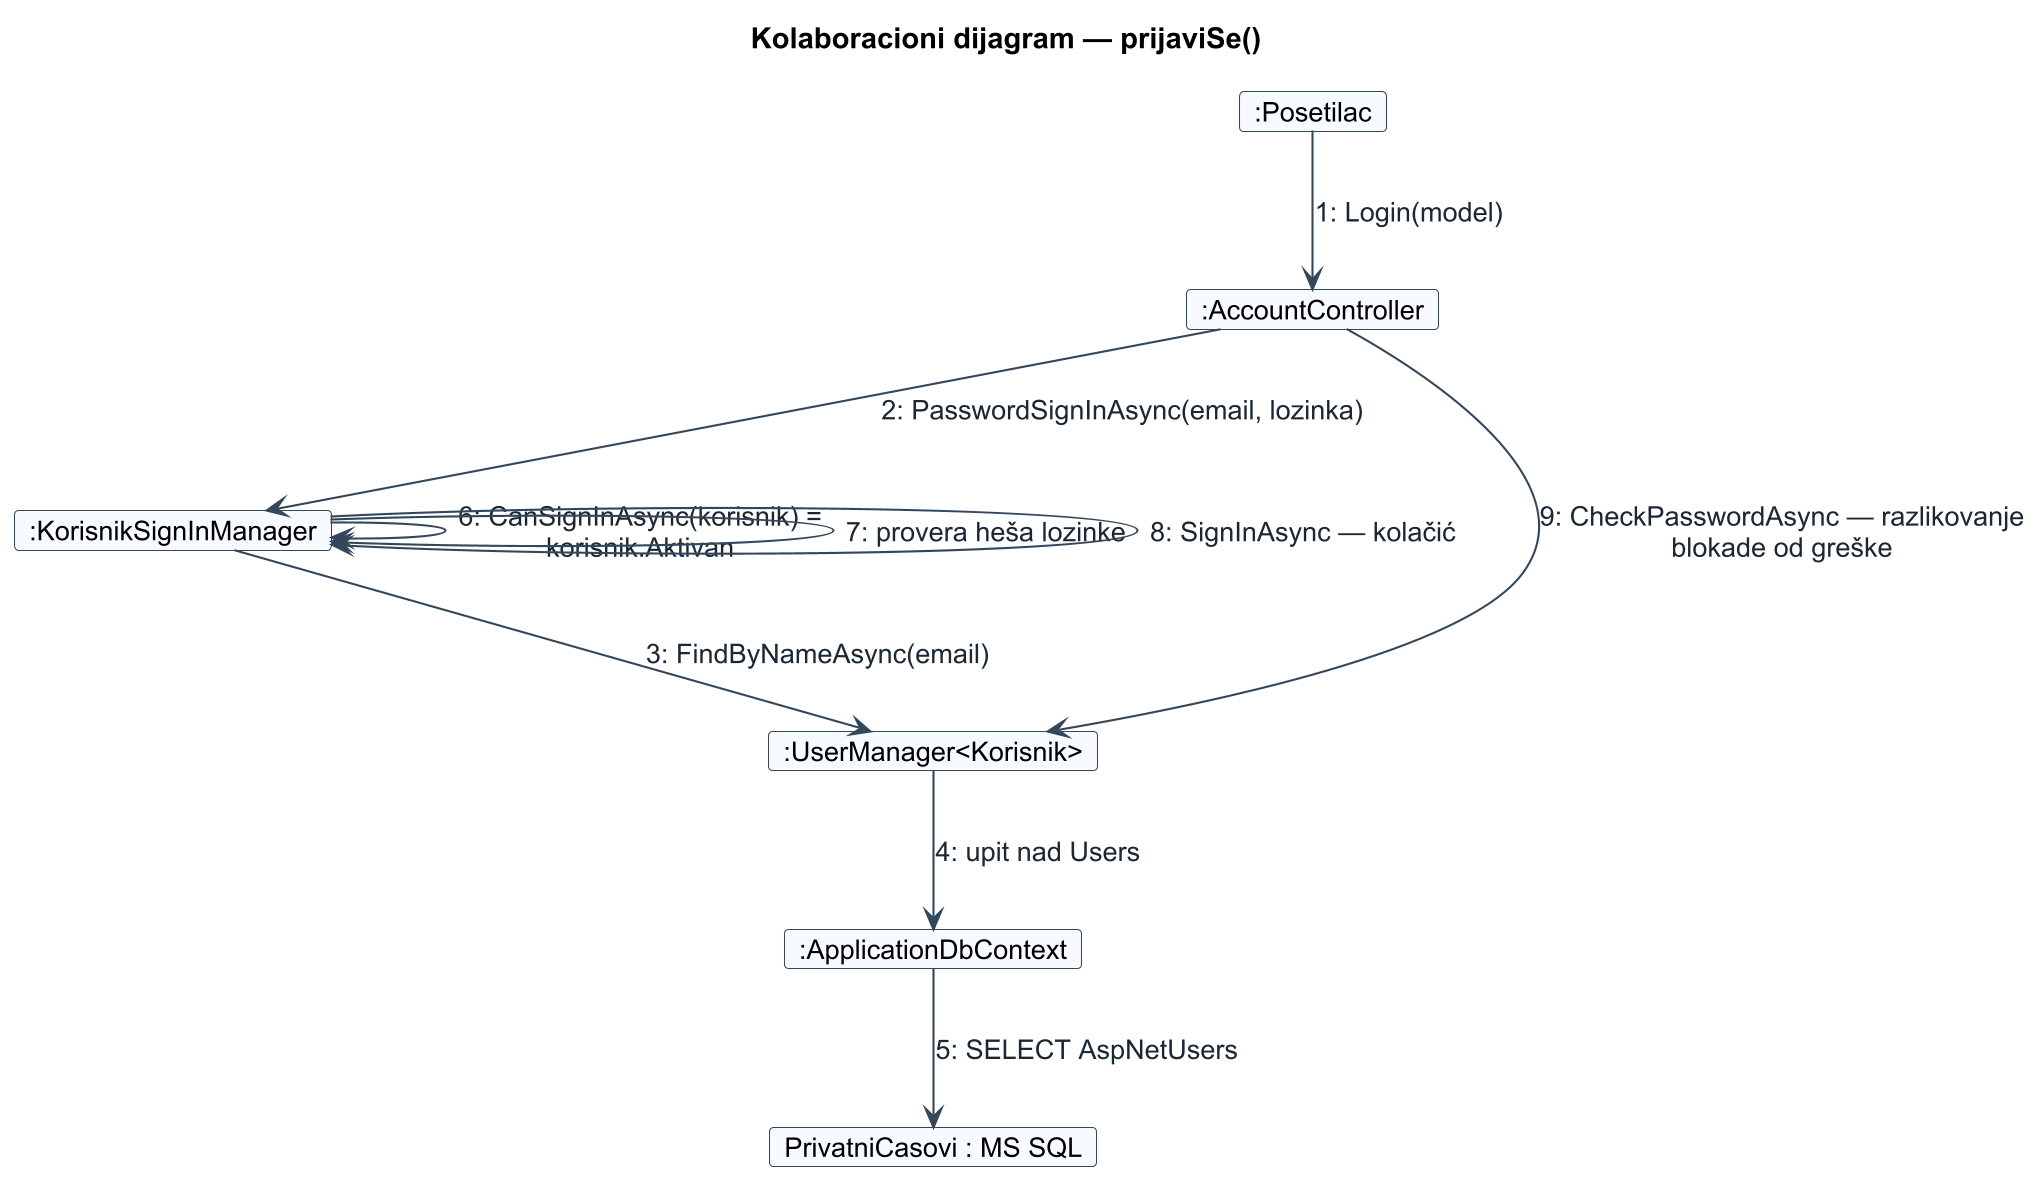 Kolaboracioni dijagram — prijaviSe()
:Posetilac
1: Login(model)
:AccountController
2: PasswordSignInAsync(email, lozinka)
:KorisnikSignInManager
6: CanSignInAsync(korisnik) =
korisnik.Aktivan
7: provera heša lozinke
8: SignInAsync — kolačić
9: CheckPasswordAsync — razlikovanje
blokade od greške
3: FindByNameAsync(email)
:UserManager<Korisnik>
4: upit nad Users
:ApplicationDbContext
5: SELECT AspNetUsers
PrivatniCasovi : MS SQL